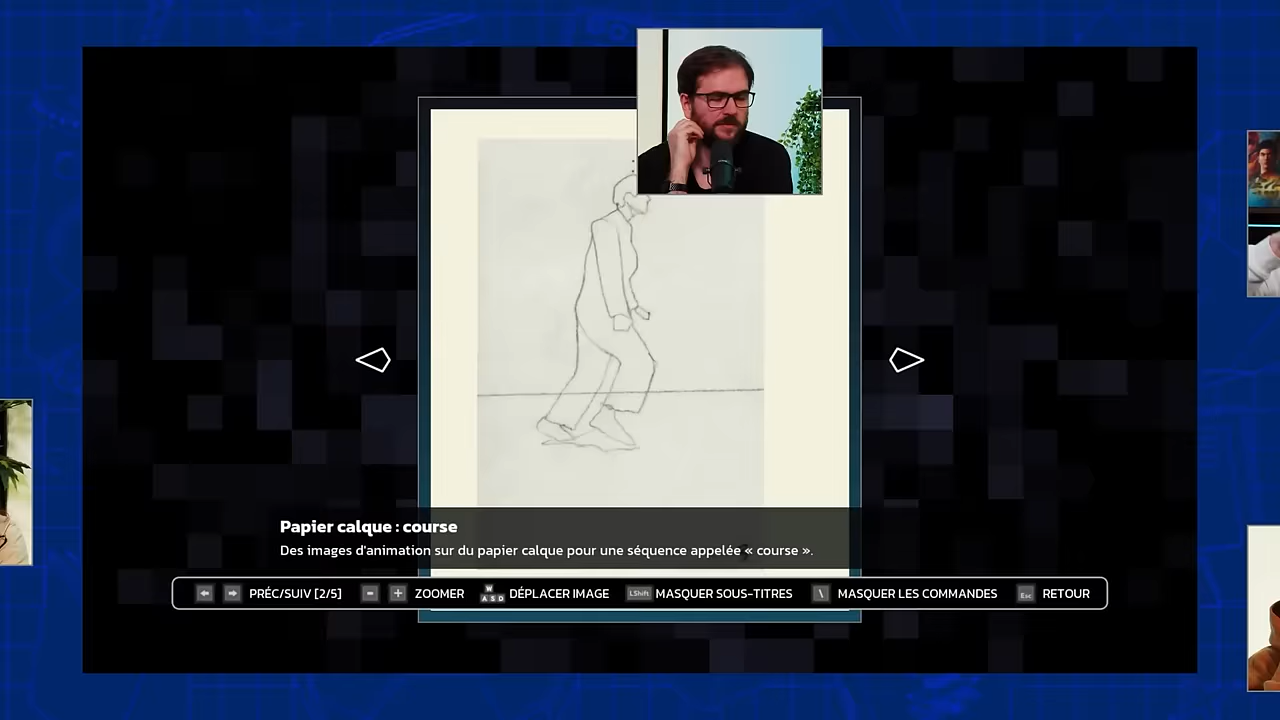 Papier calque : course
Des images d'animation sur du papier calque pour une séquence appelée « course ».
PRÉC/SUIV [2/5] - + ZOOMER W A S D DÉPLACER IMAGE LShift MASQUER SOUS-TITRES \ MASQUER LES COMMANDES Esc RETOUR